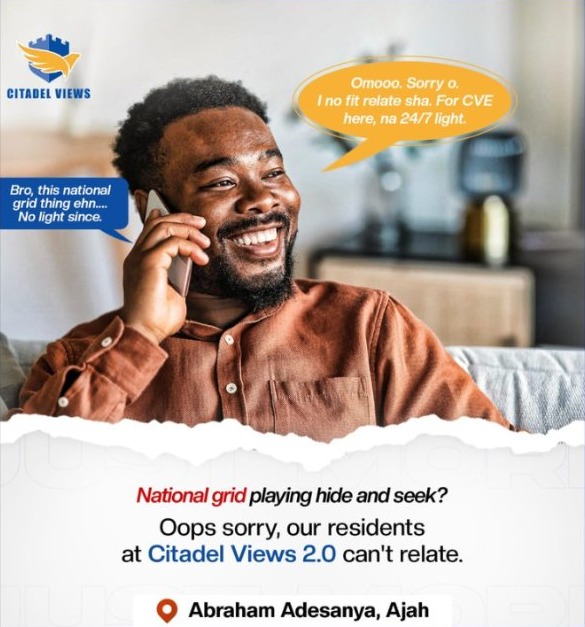 CITADEL VIEWS
Omooo. Sorry o.
I no fit relate sha. For CVE
here, na 24/7 light.
Bro, this national
grid thing ehn....
No light since.
National grid playing hide and seek?
Oops sorry, our residents
at Citadel Views 2.0 can't relate.
Abraham Adesanya, Ajah